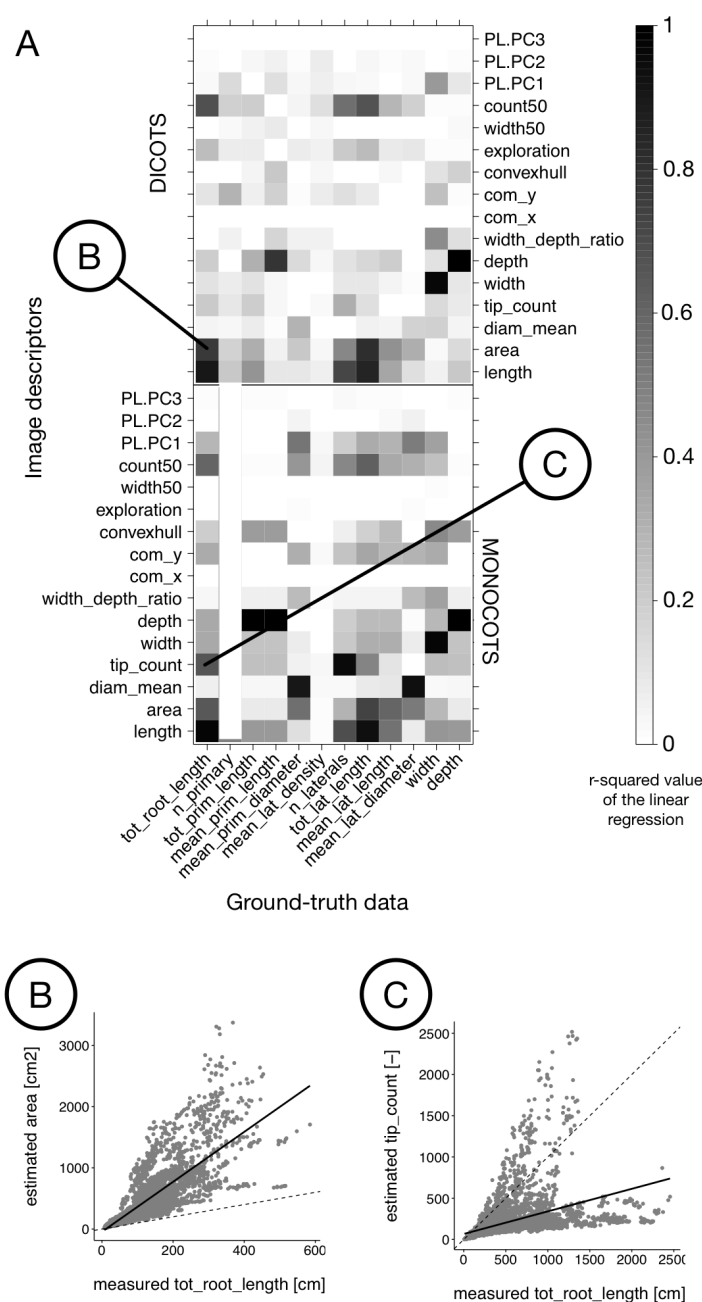 A
DICOTS
PL.PC3
PL.PC2
PL.PC1
count50
width50
exploration
convexhull
com_y
com_x
width_depth_ratio
depth
width
tip_count
diam_mean
area
length
B
Image descriptors
PL.PC3
PL.PC2
PL.PC1
count50
width50
exploration
convexhull
com_y
com_x
width_depth_ratio
depth
width
tip_count
diam_mean
area
length
C
MONOCOTS
tot_root_length
n_primary
tot_prim_length
mean_prim_length
mean_prim_diameter
mean_lat_density
n_laterals
tot_lat_length
mean_lat_length
mean_lat_diameter
width
depth
Ground-truth data
1
0.8
0.6
0.4
0.2
0
r-squared value
of the linear
regression
B
estimated area [cm2]
3000
2000
1000
0
0 200 400 600
measured tot_root_length [cm]
C
estimated tip_count [–]
2500
2000
1500
1000
500
0
0 500 1000 1500 2000 2500
measured tot_root_length [cm]